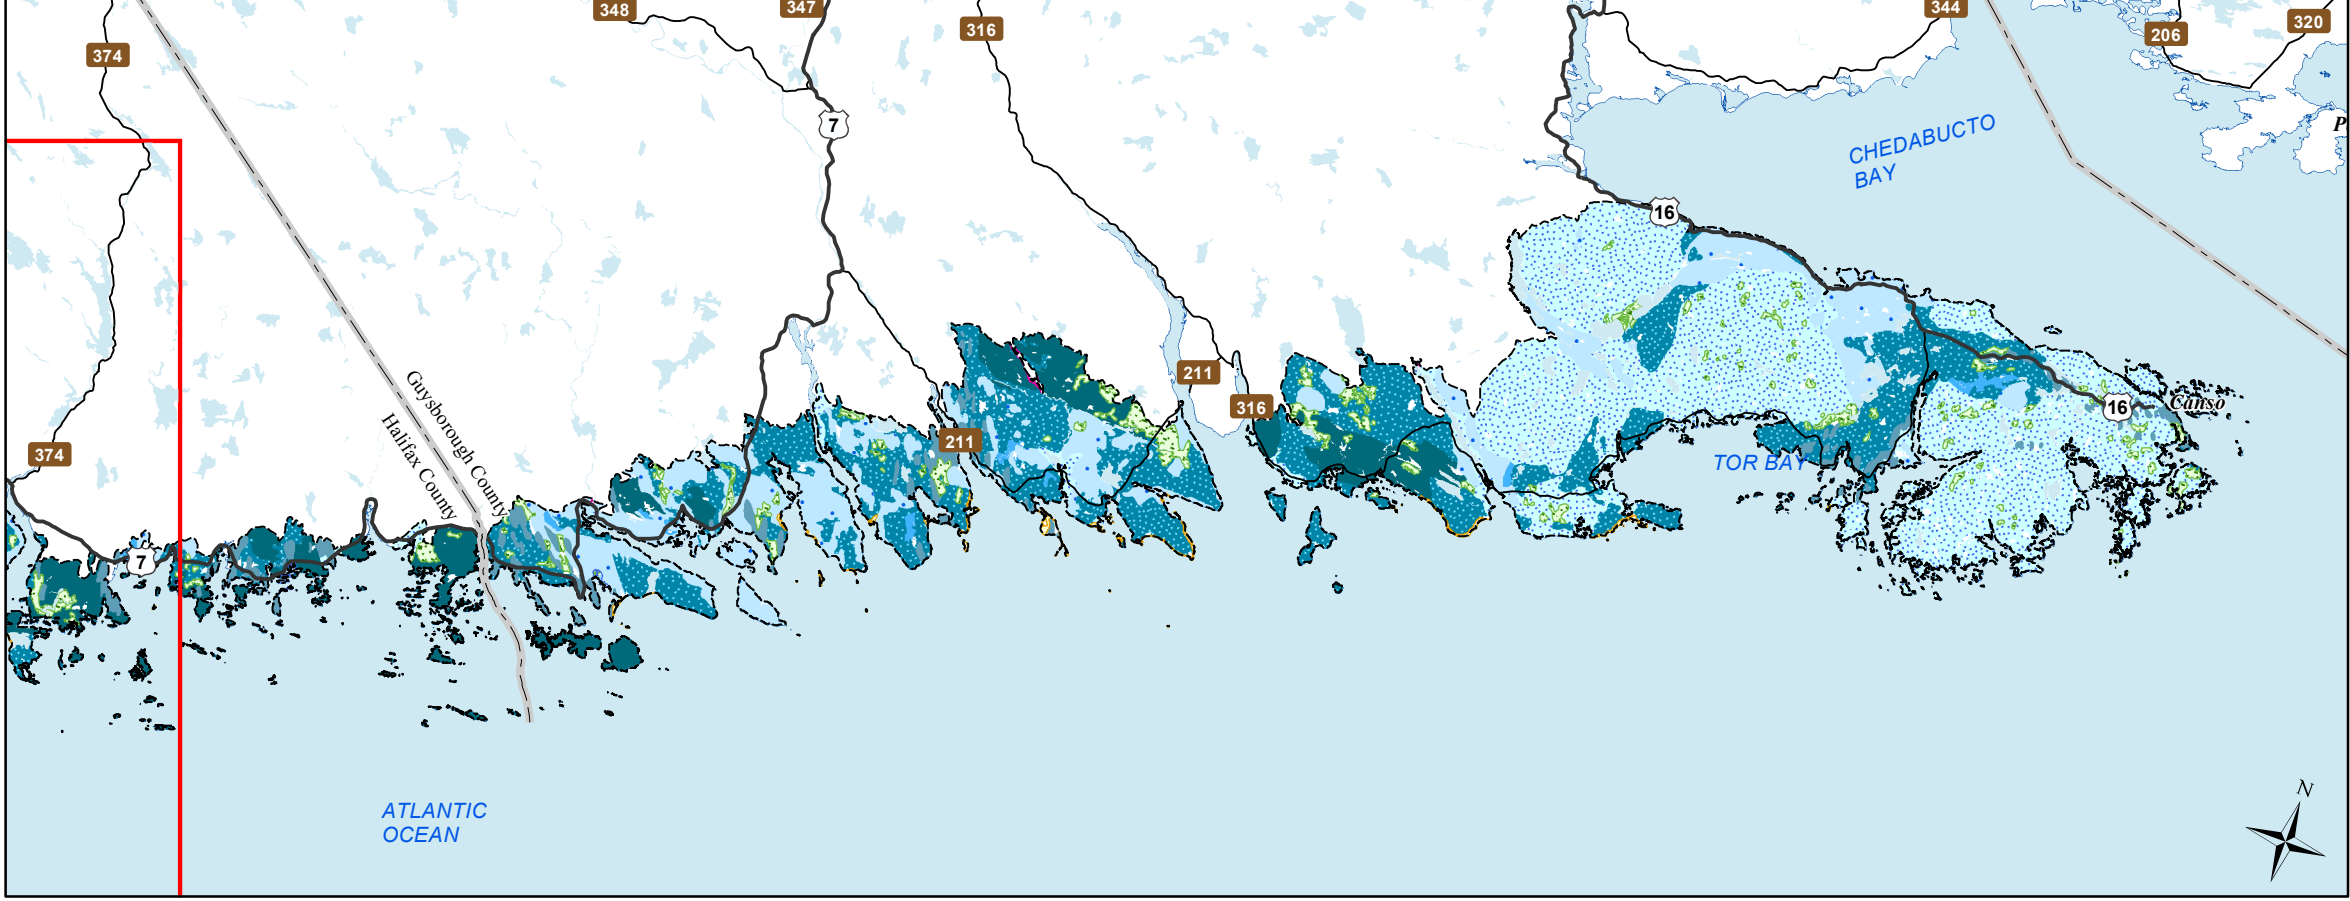 348
347
316
344
206
320
374
7
CHEDABUCTO
BAY
P
16
211
316
Guysborough County
Halifax County
211
16
Canso
374
TOR BAY
7
N
ATLANTIC
OCEAN